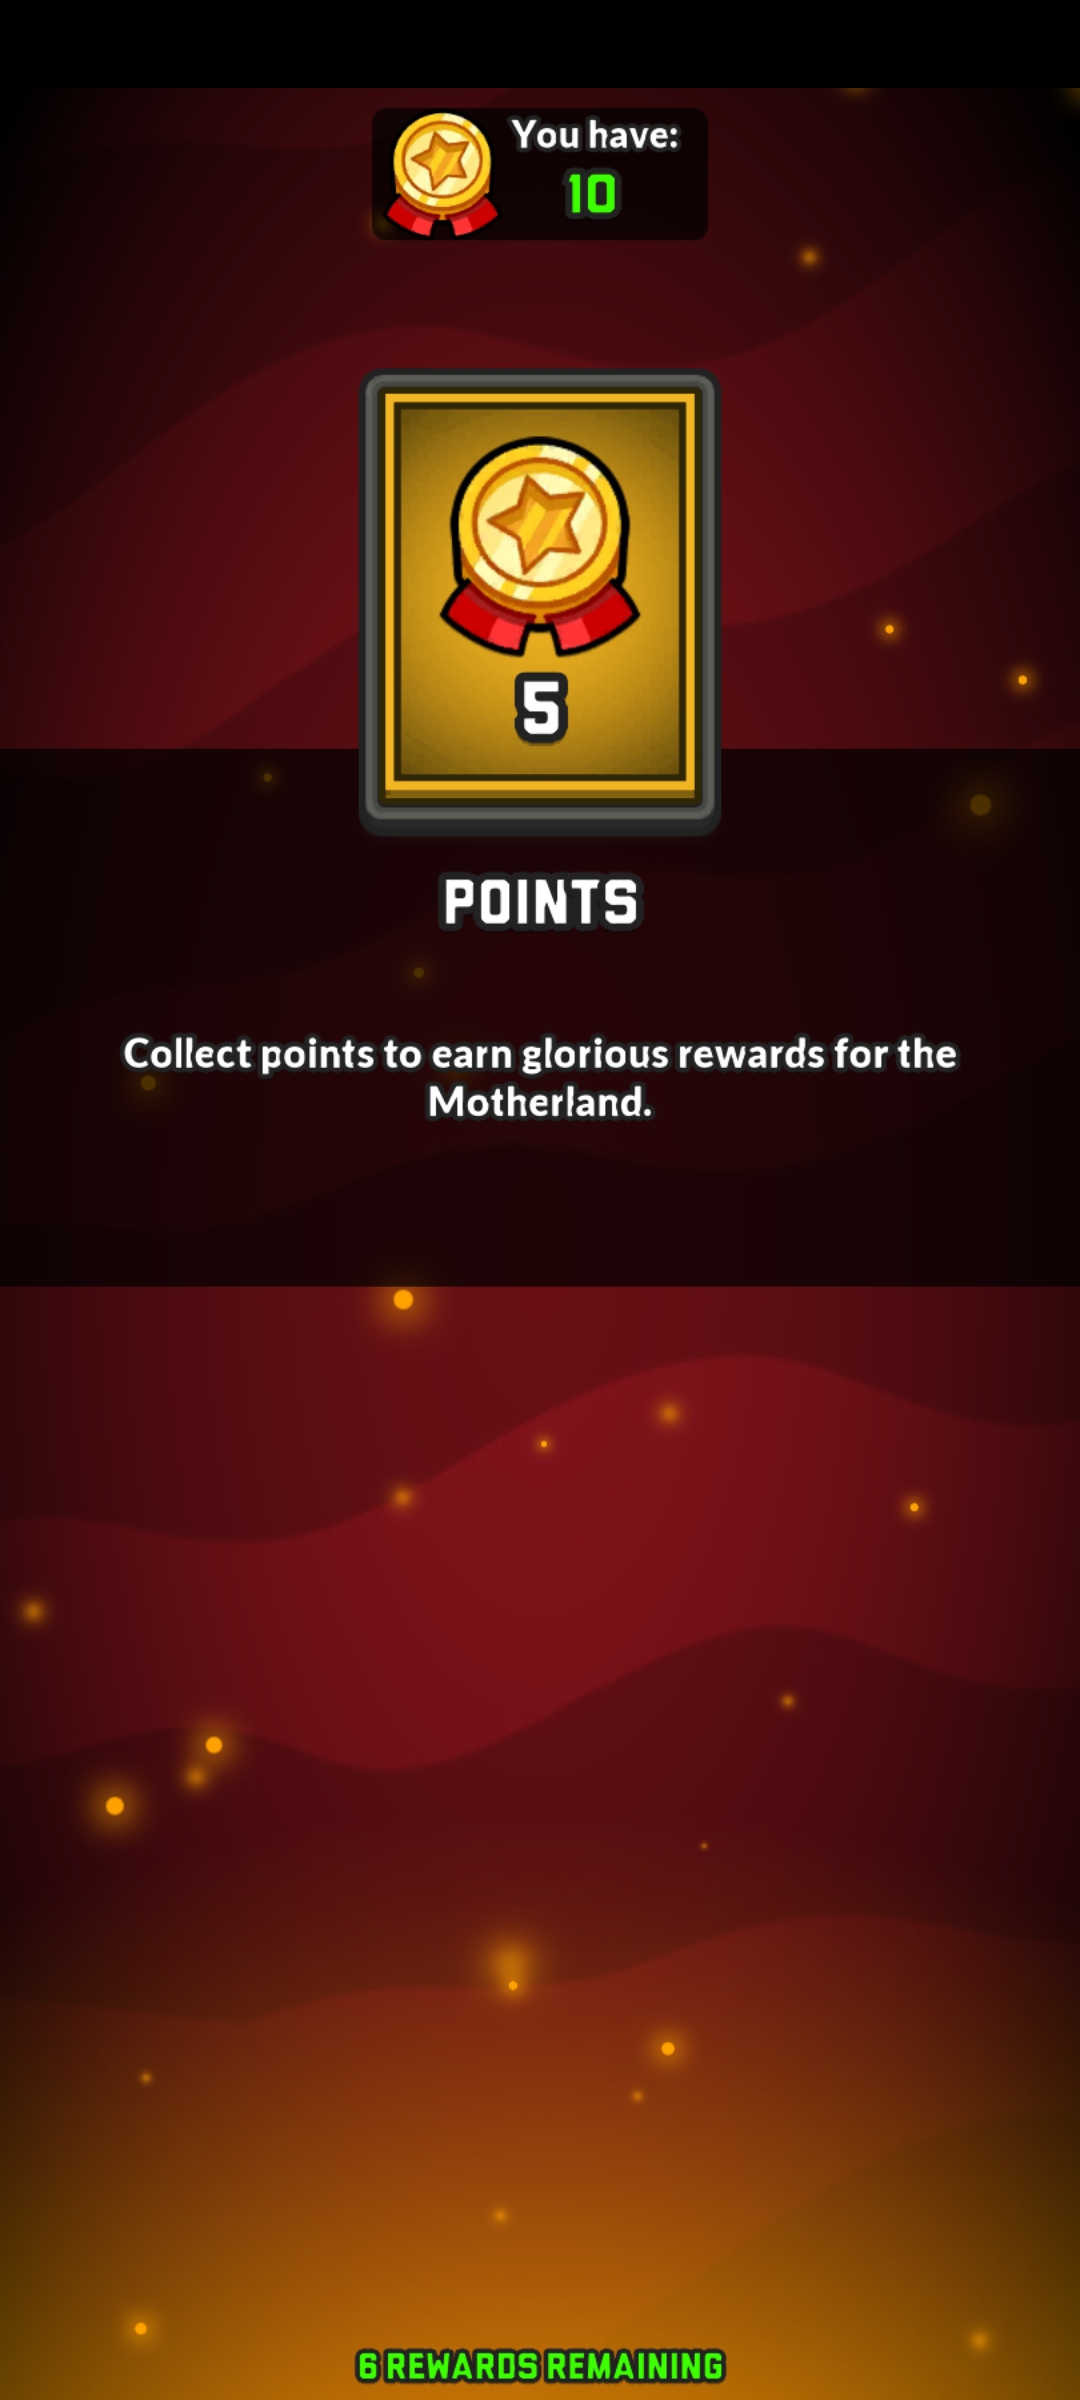 You have:
10
5
POINTS
Collect points to earn glorious rewards for the
Motherland.
6 REWARDS REMAINING